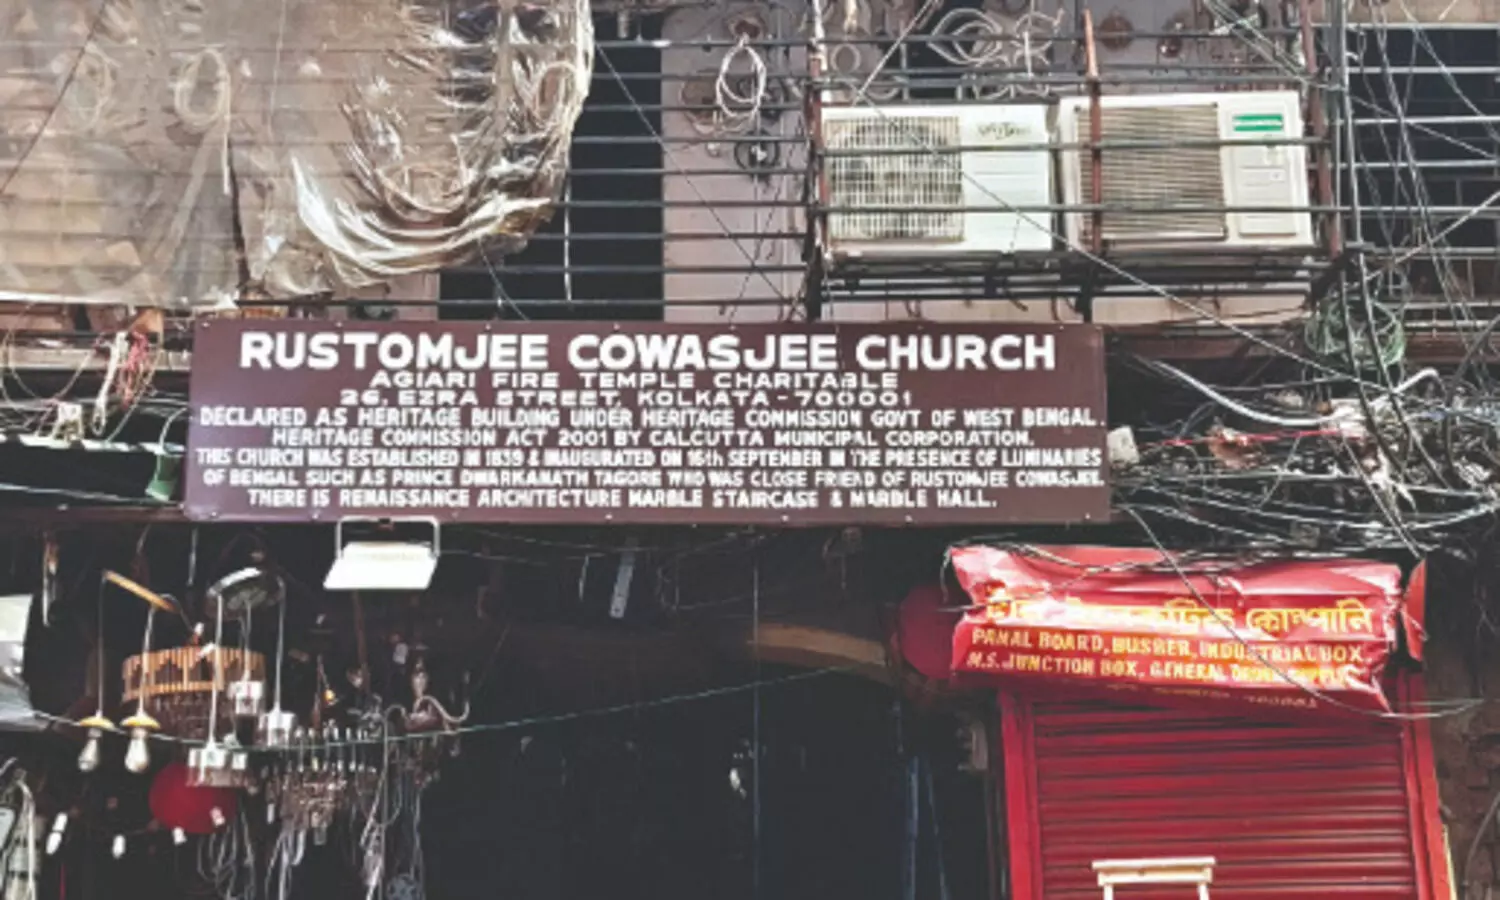 RUSTOMJEE COWASJEE CHURCH
AGIARI FIRE TEMPLE CHARITABLE
26, EZRA STREET, KOLKATA-700001
DECLARED AS HERITAGE BUILDING UNDER HERITAGE COMMISSION GOVT OF WEST BENGAL.
HERITAGE COMMISSION ACT 2001 BY CALCUTTA MUNICIPAL CORPORATION.
THIS CHURCH WAS ESTABLISHED IN 1839 & INAUGURATED ON 16th SEPTEMBER IN THE PRESENCE OF LUMINARIES
OF BENGAL SUCH AS PRINCE DWARKANATH TAGORE WHO WAS CLOSE FRIEND OF RUSTOMJEE COWASJEE.
THERE IS RENAISSANCE ARCHITECTURE MARBLE STAIRCASE & MARBLE HALL.
কোম্পানি
PANAL BOARD, BUSBER, INDUSTRIAL BOX.
M.S. JUNCTION BOX, GENERAL